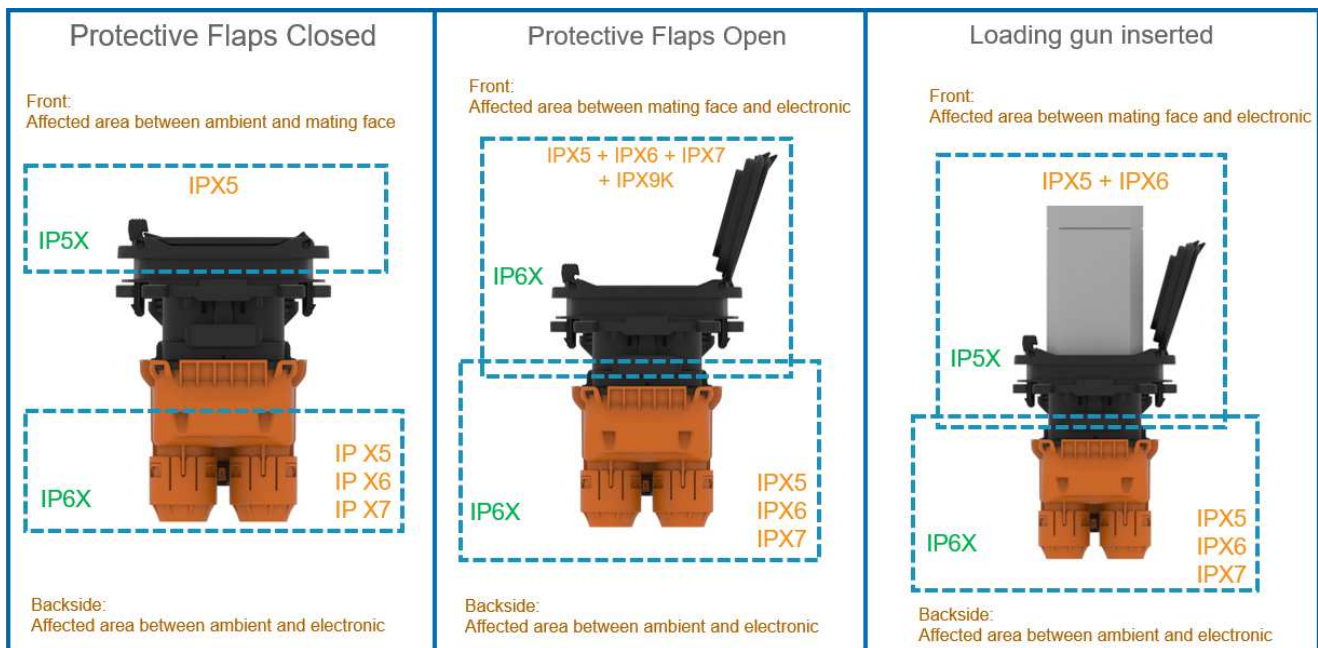 Protective Flaps Closed
Front:
Affected area between ambient and mating face
IPX5
IP5X
IP X5
IP X6
IP X7
IP6X
Backside:
Affected area between ambient and electronic
Protective Flaps Open
Front:
Affected area between mating face and electronic
IPX5 + IPX6 + IPX7
+ IPX9K
IP6X
IPX5
IPX6
IPX7
IP6X
Backside:
Affected area between ambient and electronic
Loading gun inserted
Front:
Affected area between mating face and electronic
IPX5 + IPX6
IP5X
IPX5
IPX6
IPX7
IP6X
Backside:
Affected area between ambient and electronic